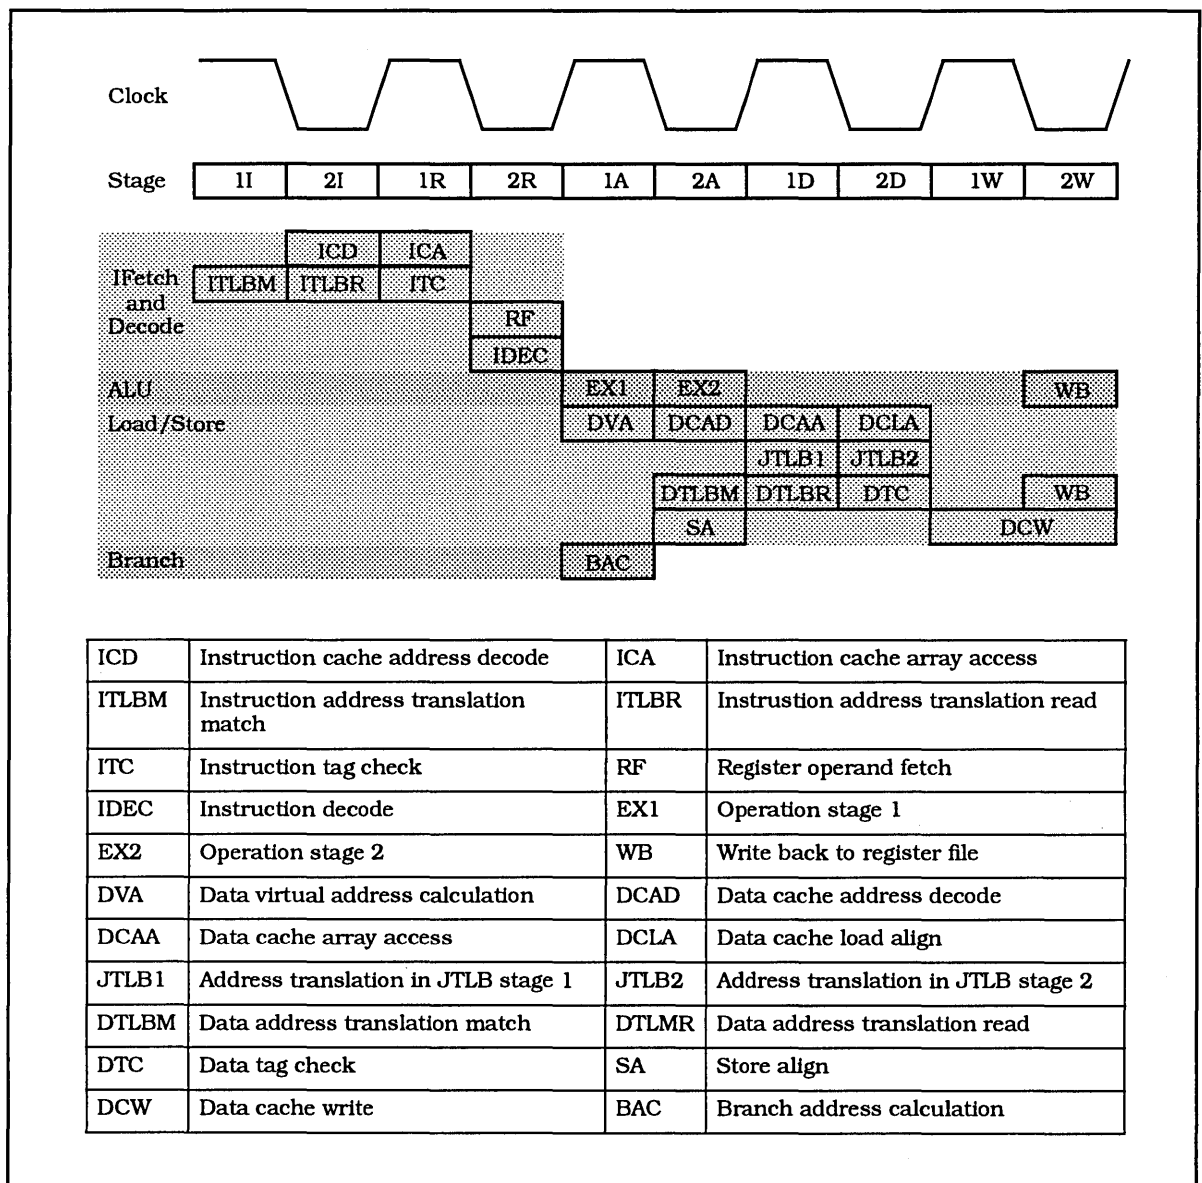 Clock
Stage 1I 2I 1R 2R 1A 2A 1D 2D 1W 2W
ICD ICA
IFetch and Decode ITLBM ITLBR ITC
RF
IDEC
ALU EX1 EX2 WB
Load/Store DVA DCAD DCAA DCLA
JTLB1 JTLB2
DTLBM DTLBR DTC WB
SA DCW
Branch BAC
ICD Instruction cache address decode ICA Instruction cache array access
ITLBM Instruction address translation match ITLBR Instrustion address translation read
ITC Instruction tag check RF Register operand fetch
IDEC Instruction decode EX1 Operation stage 1
EX2 Operation stage 2 WB Write back to register file
DVA Data virtual address calculation DCAD Data cache address decode
DCAA Data cache array access DCLA Data cache load align
JTLB1 Address translation in JTLB stage 1 JTLB2 Address translation in JTLB stage 2
DTLBM Data address translation match DTLMR Data address translation read
DTC Data tag check SA Store align
DCW Data cache write BAC Branch address calculation